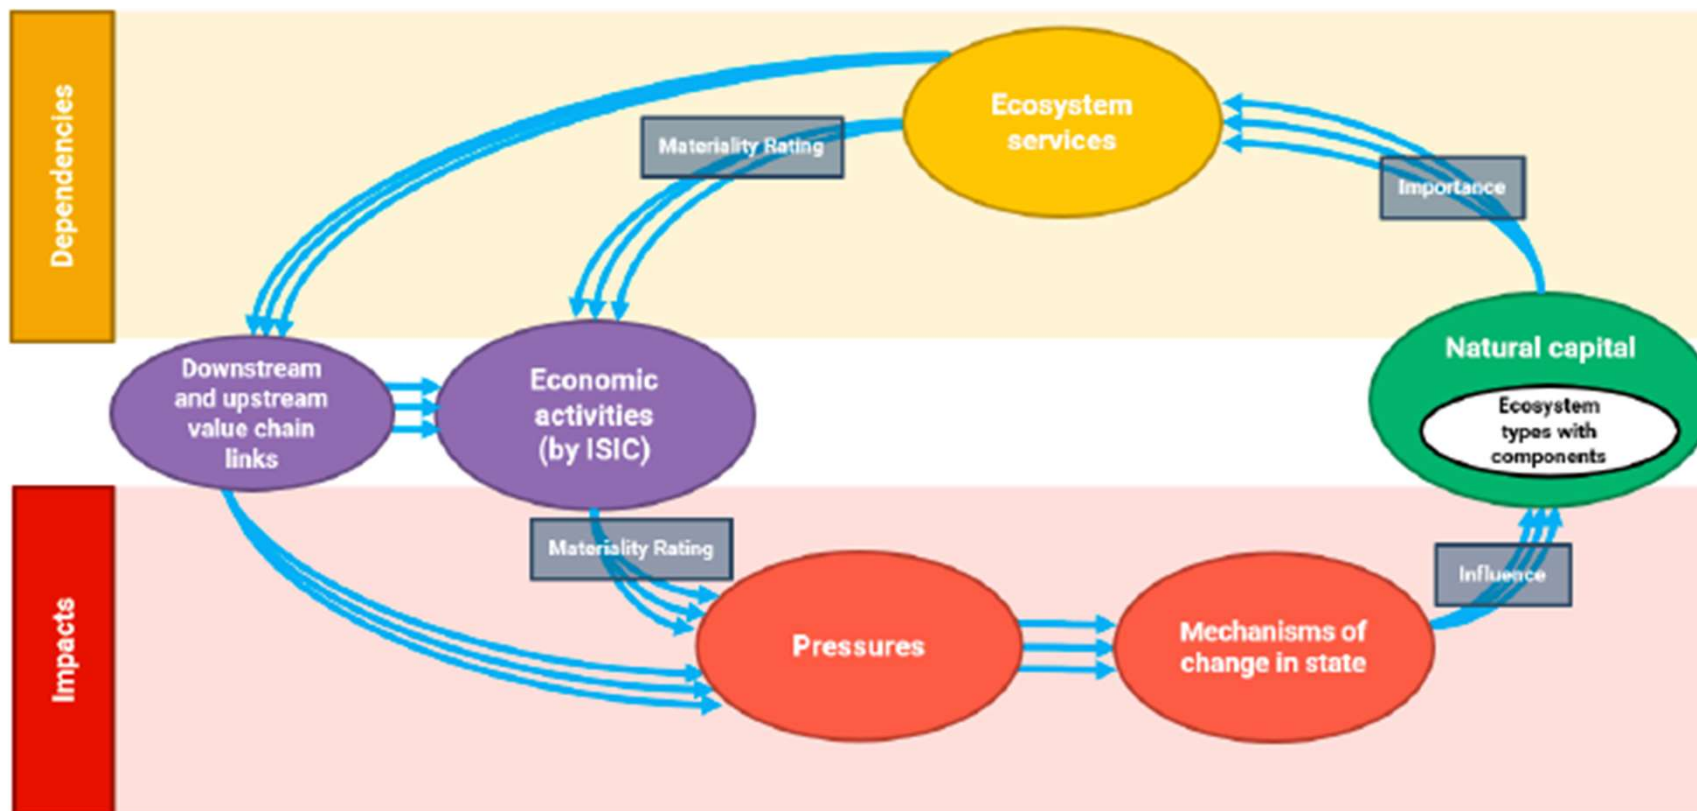 Dependencies
Ecosystem
services
Materiality Rating
Importance
Downstream
and upstream
value chain
links
Economic
activities
(by ISIC)
Natural capital
Ecosystem
types with
components
Impacts
Materiality Rating
Influence
Pressures
Mechanisms of
change in state